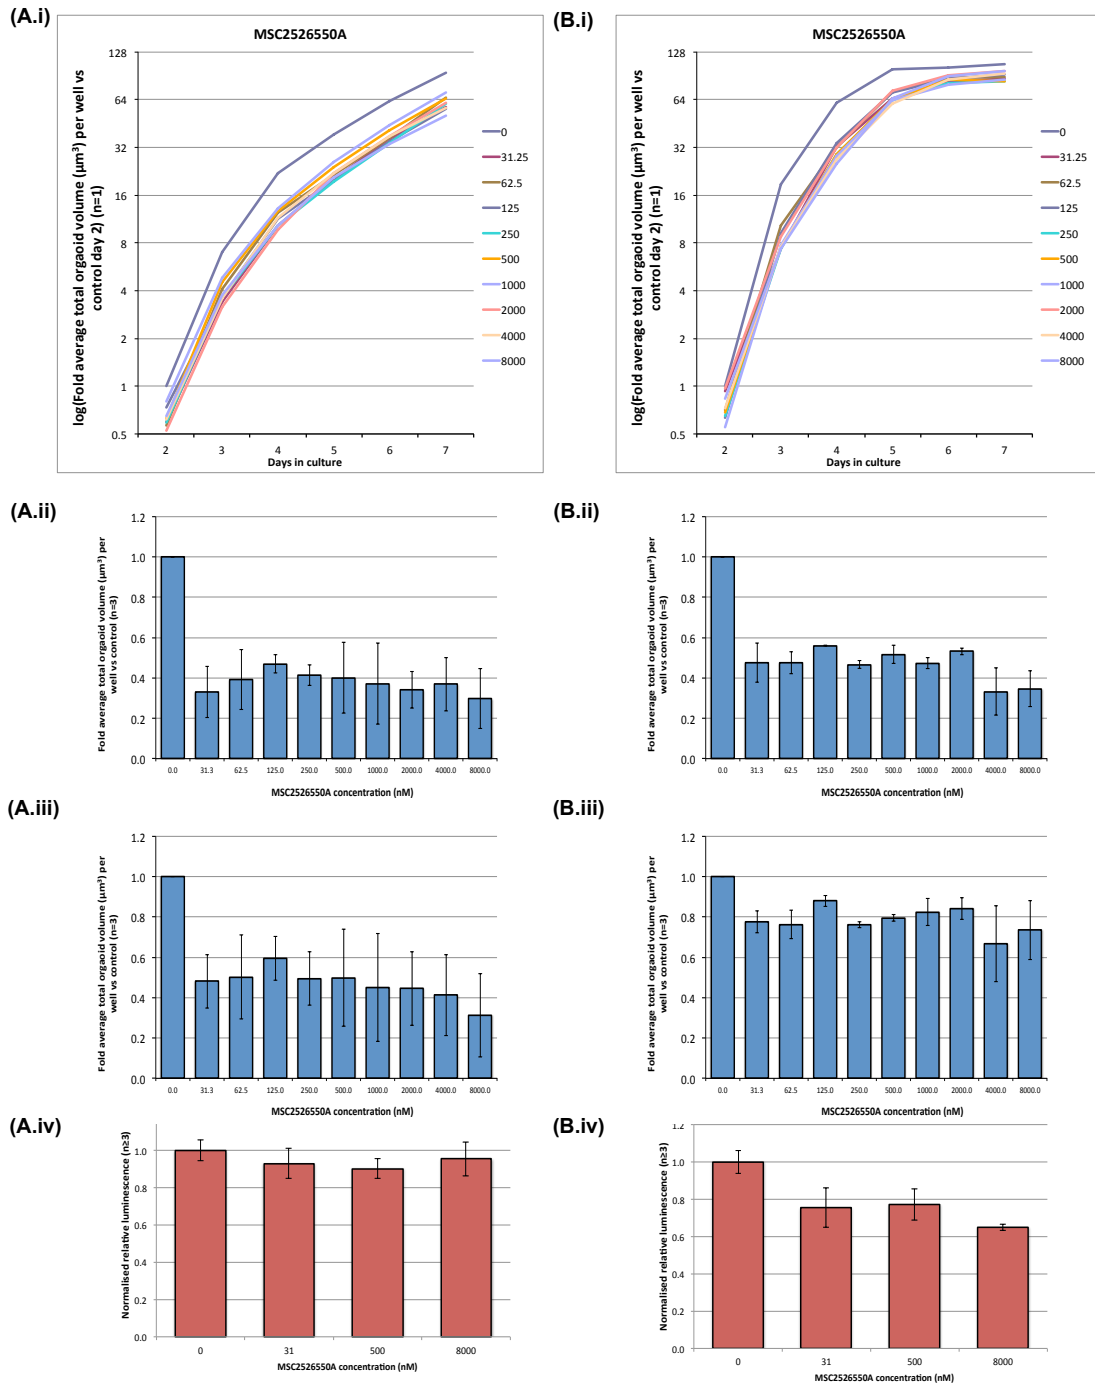 (A.i)
MSC2526550A
log(Fold average total orgaoid volume (µm³) per well vs
control day 2) (n=1)
128
64
32
16
8
4
2
1
0.5
2 3 4 5 6 7
Days in culture
0
31.25
62.5
125
250
500
1000
2000
4000
8000
(B.i)
MSC2526550A
log(Fold average total orgaoid volume (µm³) per well vs
control day 2) (n=1)
128
64
32
16
8
4
2
1
0.5
2 3 4 5 6 7
Days in culture
0
31.25
62.5
125
250
500
1000
2000
4000
8000
(A.ii)
Fold average total orgaoid volume (µm³) per
well vs control (n=3)
1.2
1.0
0.8
0.6
0.4
0.2
0.0
0.0 31.3 62.5 125.0 250.0 500.0 1000.0 2000.0 4000.0 8000.0
MSC2526550A concentration (nM)
(B.ii)
Fold average total orgaoid volume (µm³) per
well vs control (n=3)
1.2
1.0
0.8
0.6
0.4
0.2
0.0
0.0 31.3 62.5 125.0 250.0 500.0 1000.0 2000.0 4000.0 8000.0
MSC2526550A concentration (nM)
(A.iii)
Fold average total orgaoid volume (µm³) per
well vs control (n=3)
1.2
1.0
0.8
0.6
0.4
0.2
0.0
0.0 31.3 62.5 125.0 250.0 500.0 1000.0 2000.0 4000.0 8000.0
MSC2526550A concentration (nM)
(B.iii)
Fold average total orgaoid volume (µm³) per
well vs control (n=3)
1.2
1.0
0.8
0.6
0.4
0.2
0.0
0.0 31.3 62.5 125.0 250.0 500.0 1000.0 2000.0 4000.0 8000.0
MSC2526550A concentration (nM)
(A.iv)
Normalised relative luminescence (n≥3)
1.0
0.8
0.6
0.4
0.2
0.0
0 31 500 8000
MSC2526550A concentration (nM)
(B.iv)
Normalised relative luminescence (n≥3)
1.2
1.0
0.8
0.6
0.4
0.2
0.0
0 31 500 8000
MSC2526550A concentration (nM)